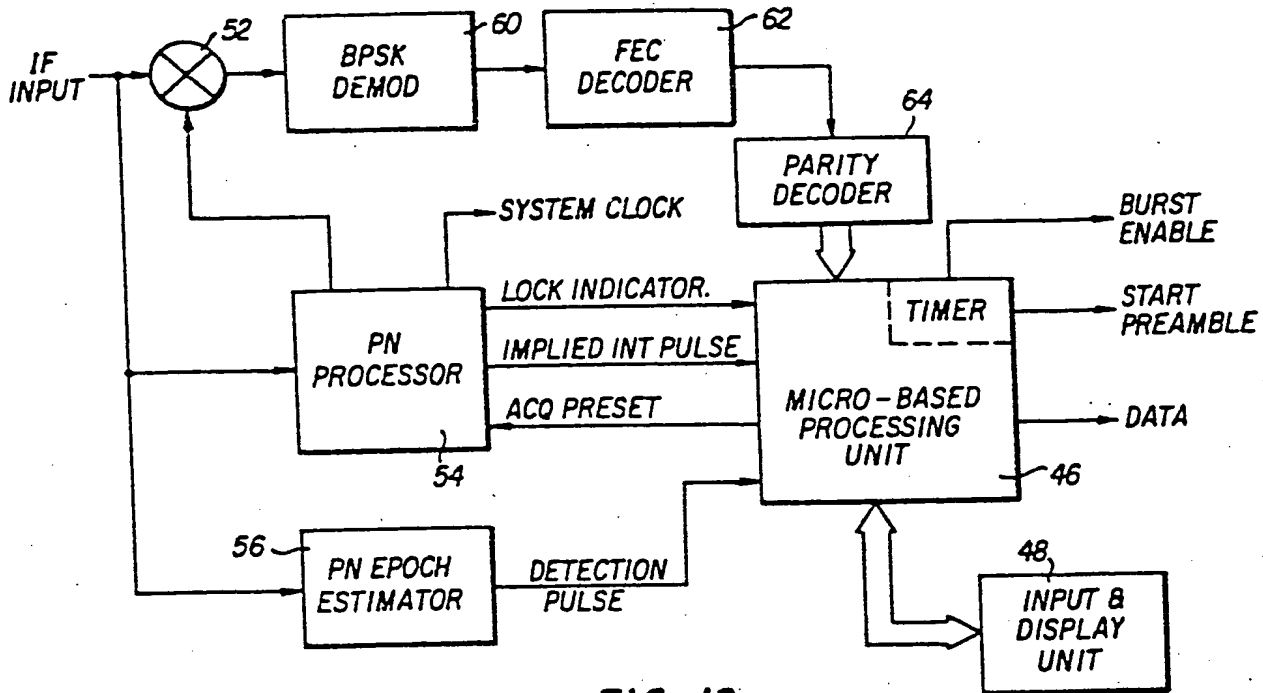 52
60
62
IF
INPUT
BPSK
DEMOD
FEC
DECODER
64
PARITY
DECODER
SYSTEM CLOCK
BURST
ENABLE
LOCK INDICATOR.
TIMER
START
PREAMBLE
PN
PROCESSOR
IMPLIED INT PULSE
MICRO-BASED
PROCESSING
UNIT
ACQ PRESET
DATA
54
46
56
PN EPOCH
ESTIMATOR
DETECTION
PULSE
48
INPUT &
DISPLAY
UNIT